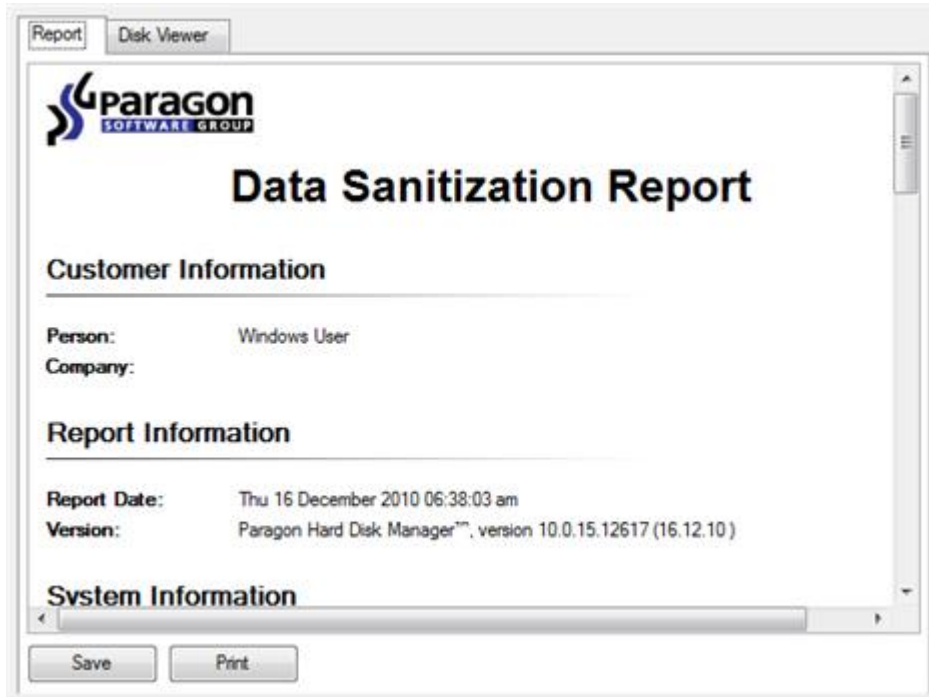 Report Disk Viewer
Paragon
SOFTWARE GROUP
Data Sanitization Report
Customer Information
Person: Windows User
Company:
Report Information
Report Date: Thu 16 December 2010 06:38:03 am
Version: Paragon Hard Disk Manager™, version 10.0.15.12617 (16.12.10 )
System Information
Save Print